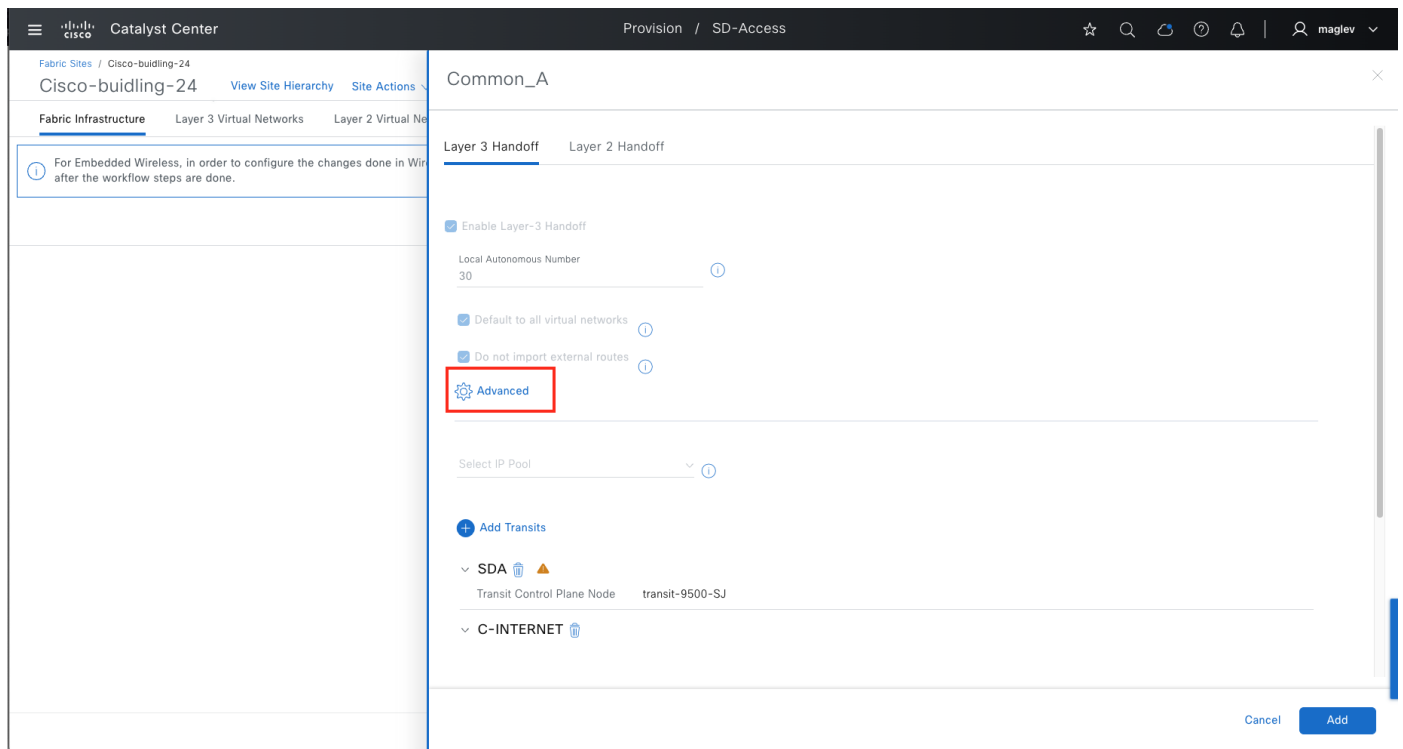 cisco Catalyst Center
Provision / SD-Access
maglev
Fabric Sites / Cisco-buidling-24
Cisco-buidling-24 View Site Hierarchy Site Actions
Fabric Infrastructure Layer 3 Virtual Networks Layer 2 Virtual Ne
For Embedded Wireless, in order to configure the changes done in Wir
after the workflow steps are done.
Common_A
Layer 3 Handoff Layer 2 Handoff
Enable Layer-3 Handoff
Local Autonomous Number
30
Default to all virtual networks
Do not import external routes
Advanced
Select IP Pool
Add Transits
SDA
Transit Control Plane Node transit-9500-SJ
C-INTERNET
Cancel Add